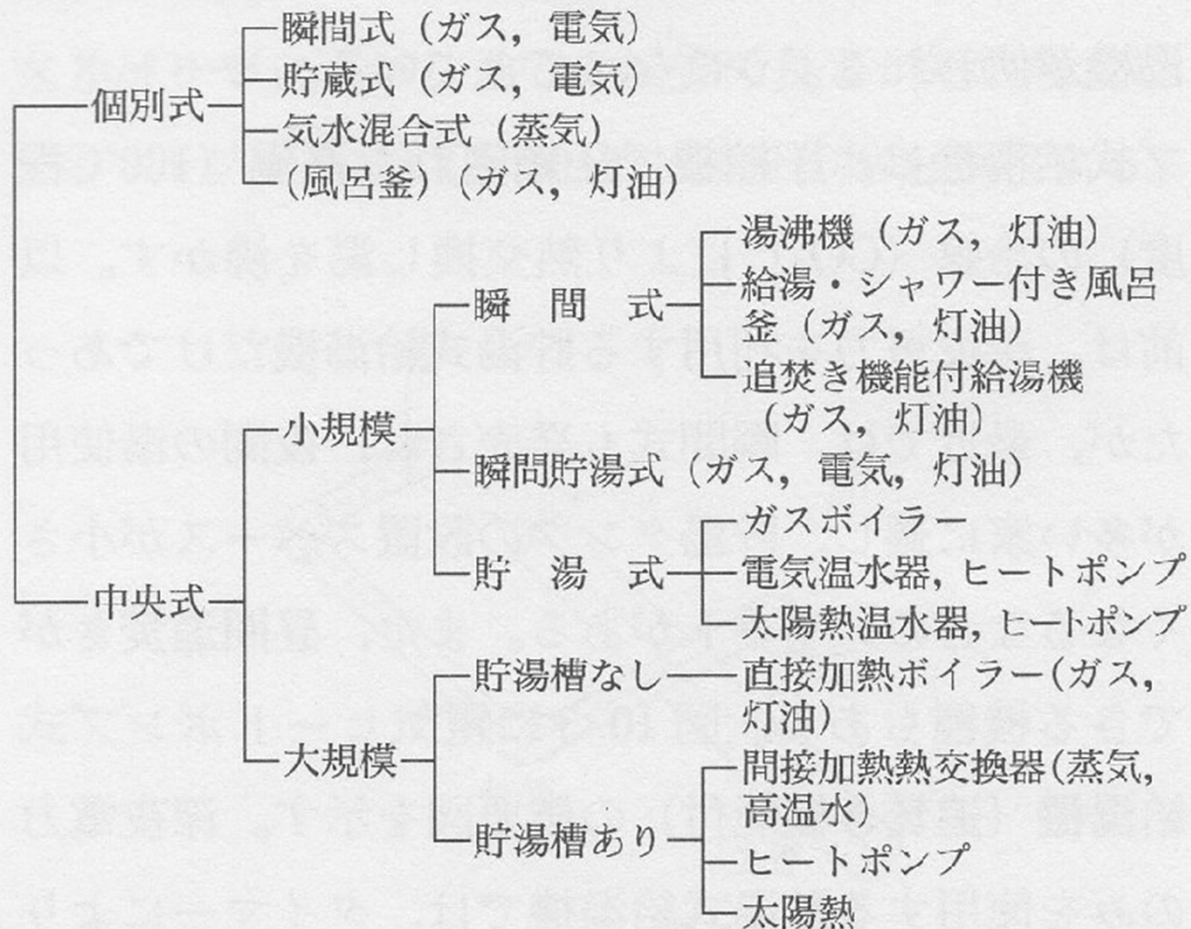 個別式
瞬間式 (ガス, 電気)
貯蔵式 (ガス, 電気)
気水混合式 (蒸気)
(風呂釜) (ガス, 灯油)
中央式
小規模
瞬間式
湯沸機 (ガス, 灯油)
給湯・シャワー付き風呂
釜 (ガス, 灯油)
追焚き機能付給湯機
(ガス, 灯油)
瞬間貯湯式 (ガス, 電気, 灯油)
貯湯式
ガスボイラー
電気温水器, ヒートポンプ
太陽熱温水器, ヒートポンプ
大規模
貯湯槽なし
直接加熱ボイラー(ガス,
灯油)
貯湯槽あり
間接加熱熱交換器(蒸気,
高温水)
ヒートポンプ
太陽熱